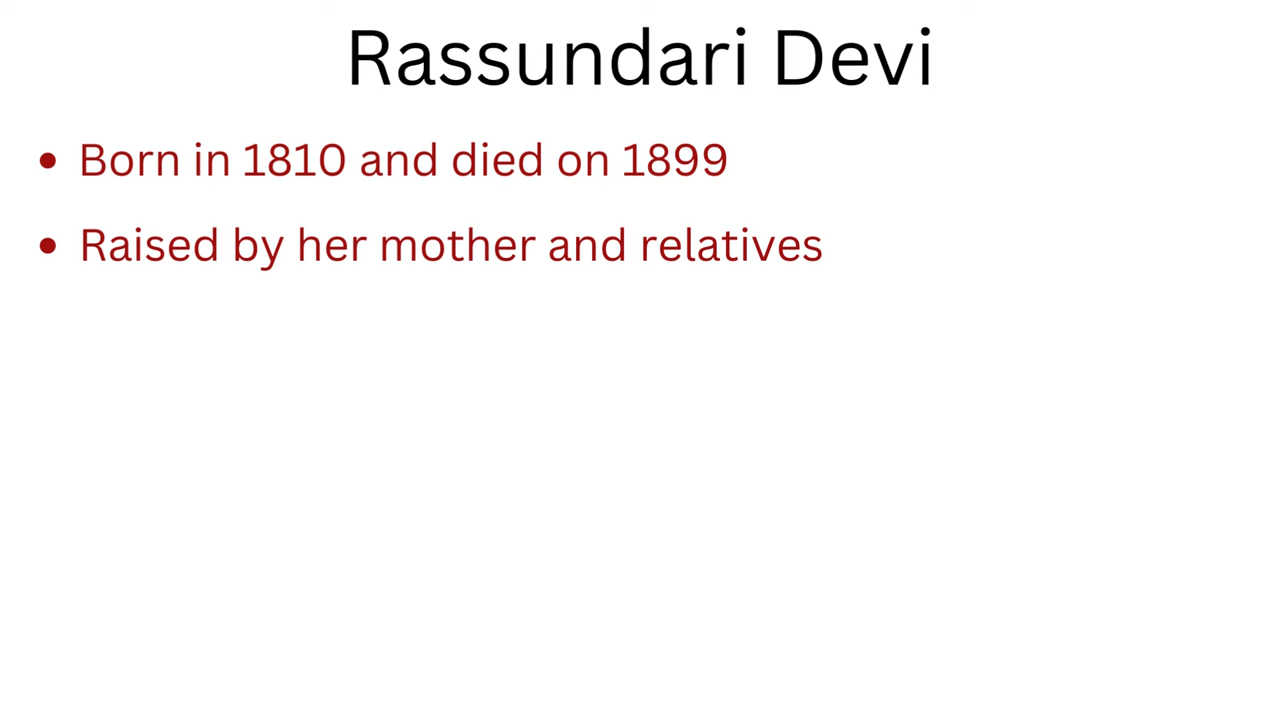 Rassundari Devi
• Born in 1810 and died on 1899
• Raised by her mother and relatives